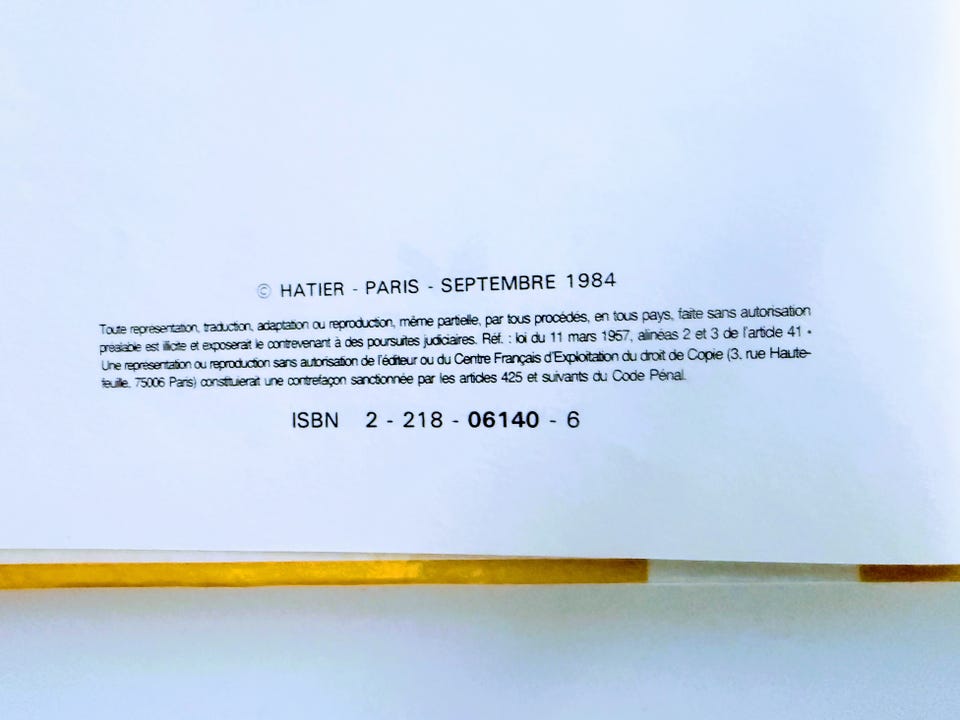 © HATIER - PARIS - SEPTEMBRE 1984
Toute représentation, traduction, adaptation ou reproduction, même partielle, par tous procédés, en tous pays, faite sans autorisation
préalable est illicite et exposerait le contrevenant à des poursuites judiciaires. Réf. : loi du 11 mars 1957, alinéas 2 et 3 de l'article 41 •
Une représentation ou reproduction sans autorisation de l'éditeur ou du Centre Français d'Exploitation du droit de Copie (3. rue Haute-
feuille, 75006 Paris) constituerait une contrefaçon sanctionnée par les articles 425 et suivants du Code Pénal.
ISBN 2 - 218 - 06140 - 6